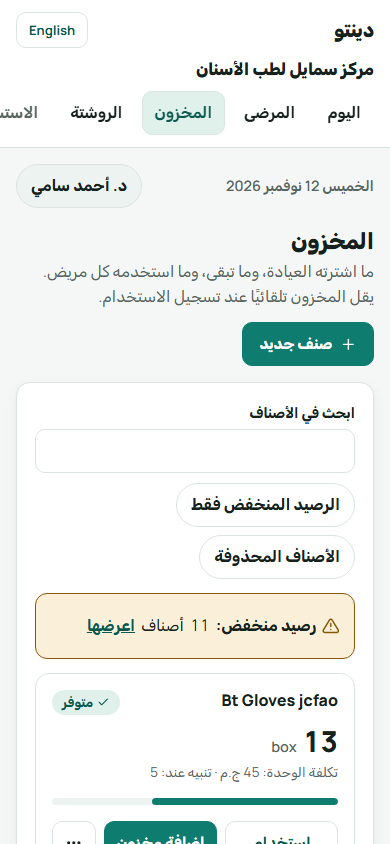 دينتو
English
مركز سمايل لطب الأسنان
اليوم المرضى المخزون الروشتة
الخميس 12 نوفمبر 2026
د. أحمد سامي
المخزون
ما اشترته العيادة، وما تبقى، وما استخدمه كل مريض.
يقل المخزون تلقائيًا عند تسجيل الاستخدام.
+ صنف جديد
ابحث في الأصناف
الرصيد المنخفض فقط
الأصناف المحذوفة
رصيد منخفض: 11 أصناف اعرضها
Bt Gloves jcfao
متوفر
13 box
تكلفة الوحدة: 45 ج.م · تنبيه عند: 5
استخدام
إضافة مخزون
...